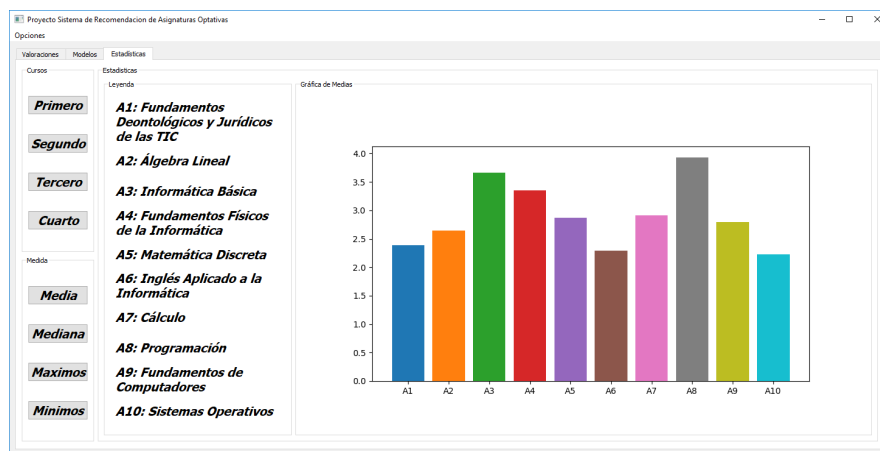 Proyecto Sistema de Recomendacion de Asignaturas Optativas
Opciones
Valoraciones Modelos Estadísticas
Cursos
Primero
Segundo
Tercero
Cuarto
Medida
Media
Mediana
Maximos
Minimos
Estadisticas
Leyenda
A1: Fundamentos
Deontológicos y Jurídicos
de las TIC
A2: Álgebra Lineal
A3: Informática Básica
A4: Fundamentos Físicos
de la Informática
A5: Matemática Discreta
A6: Inglés Aplicado a la
Informática
A7: Cálculo
A8: Programación
A9: Fundamentos de
Computadores
A10: Sistemas Operativos
Gráfica de Medias
4.0
3.5
3.0
2.5
2.0
1.5
1.0
0.5
0.0
A1 A2 A3 A4 A5 A6 A7 A8 A9 A10